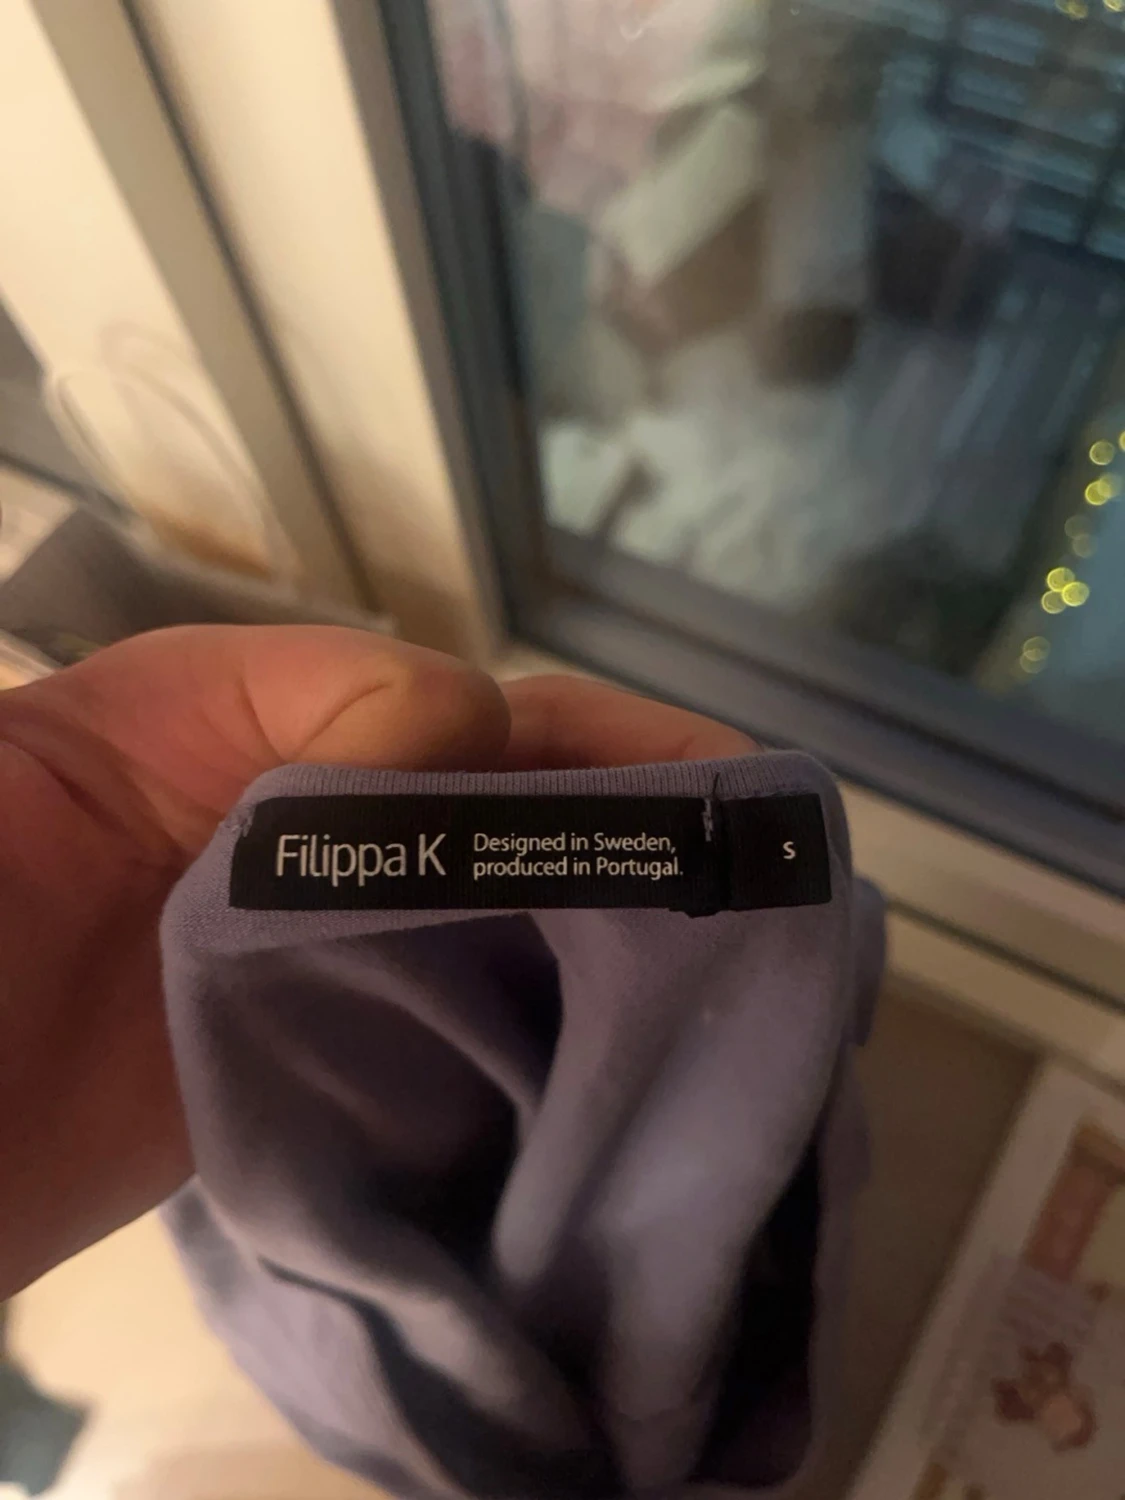 Filippa K
Designed in Sweden,
produced in Portugal.
S